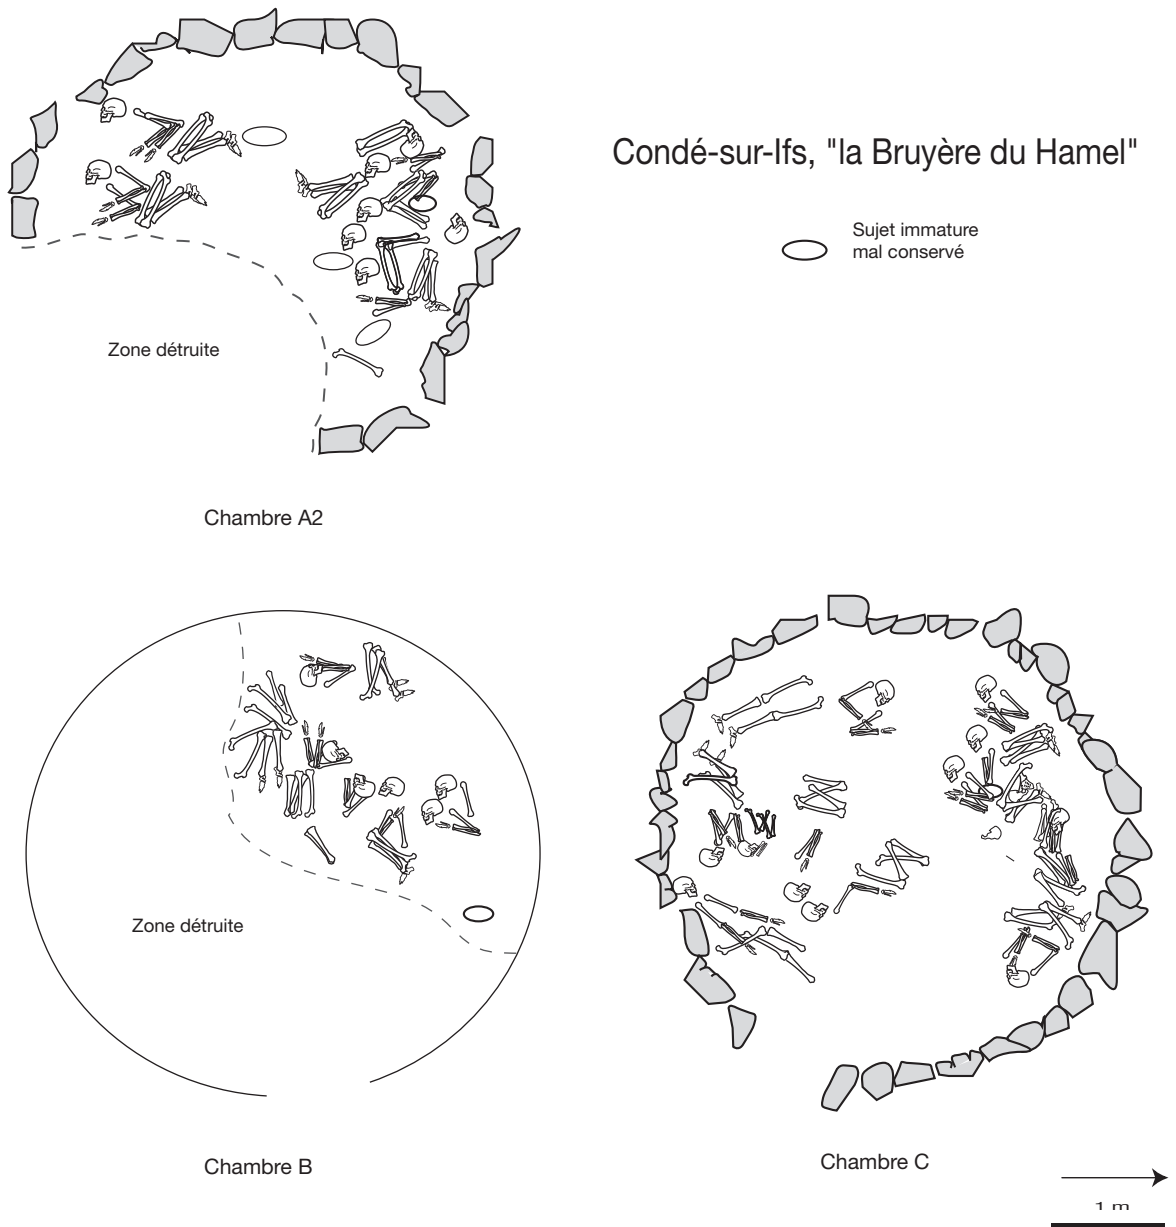 Condé-sur-Ifs, "la Bruyère du Hamel"
Sujet immature
mal conservé
Zone détruite
Chambre A2
Zone détruite
Chambre B
Chambre C
1 m